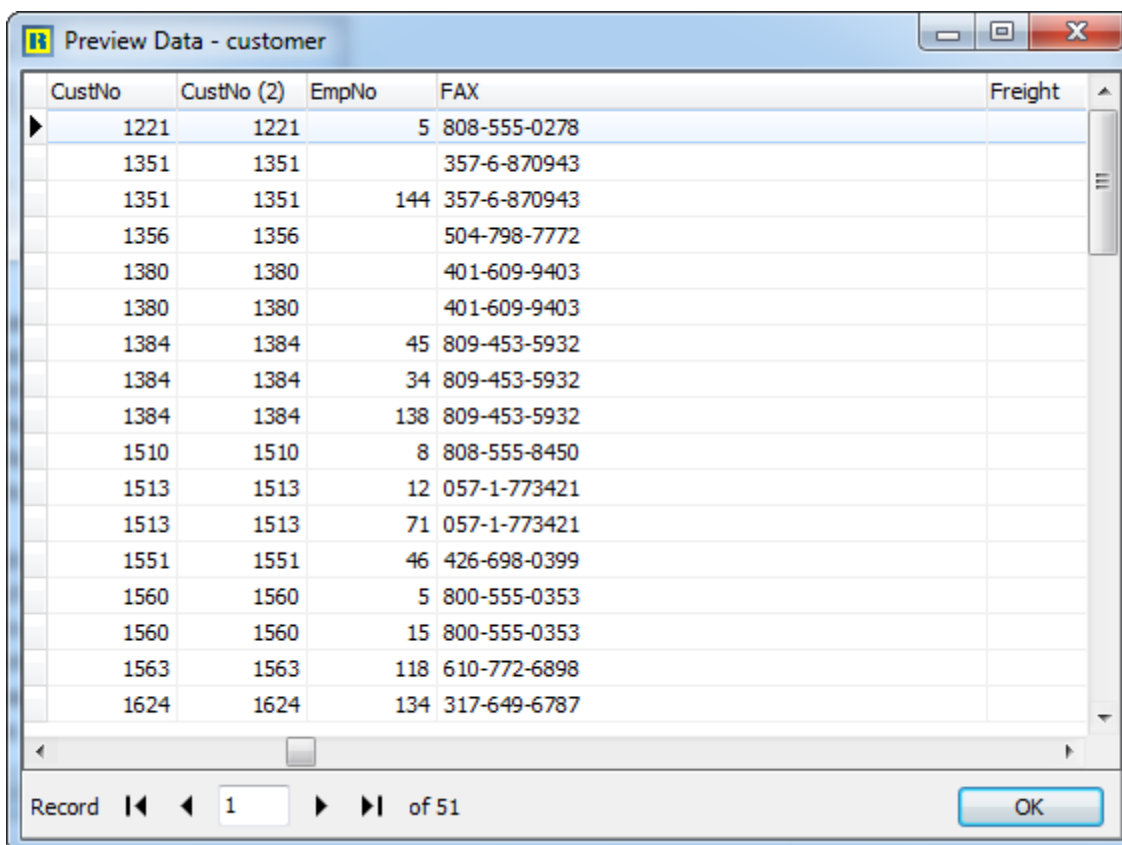 Preview Data - customer
CustNo CustNo (2) EmpNo FAX Freight
1221 1221 5 808-555-0278
1351 1351 357-6-870943
1351 1351 144 357-6-870943
1356 1356 504-798-7772
1380 1380 401-609-9403
1380 1380 401-609-9403
1384 1384 45 809-453-5932
1384 1384 34 809-453-5932
1384 1384 138 809-453-5932
1510 1510 8 808-555-8450
1513 1513 12 057-1-773421
1513 1513 71 057-1-773421
1551 1551 46 426-698-0399
1560 1560 5 800-555-0353
1560 1560 15 800-555-0353
1563 1563 118 610-772-6898
1624 1624 134 317-649-6787
Record 1 of 51 OK